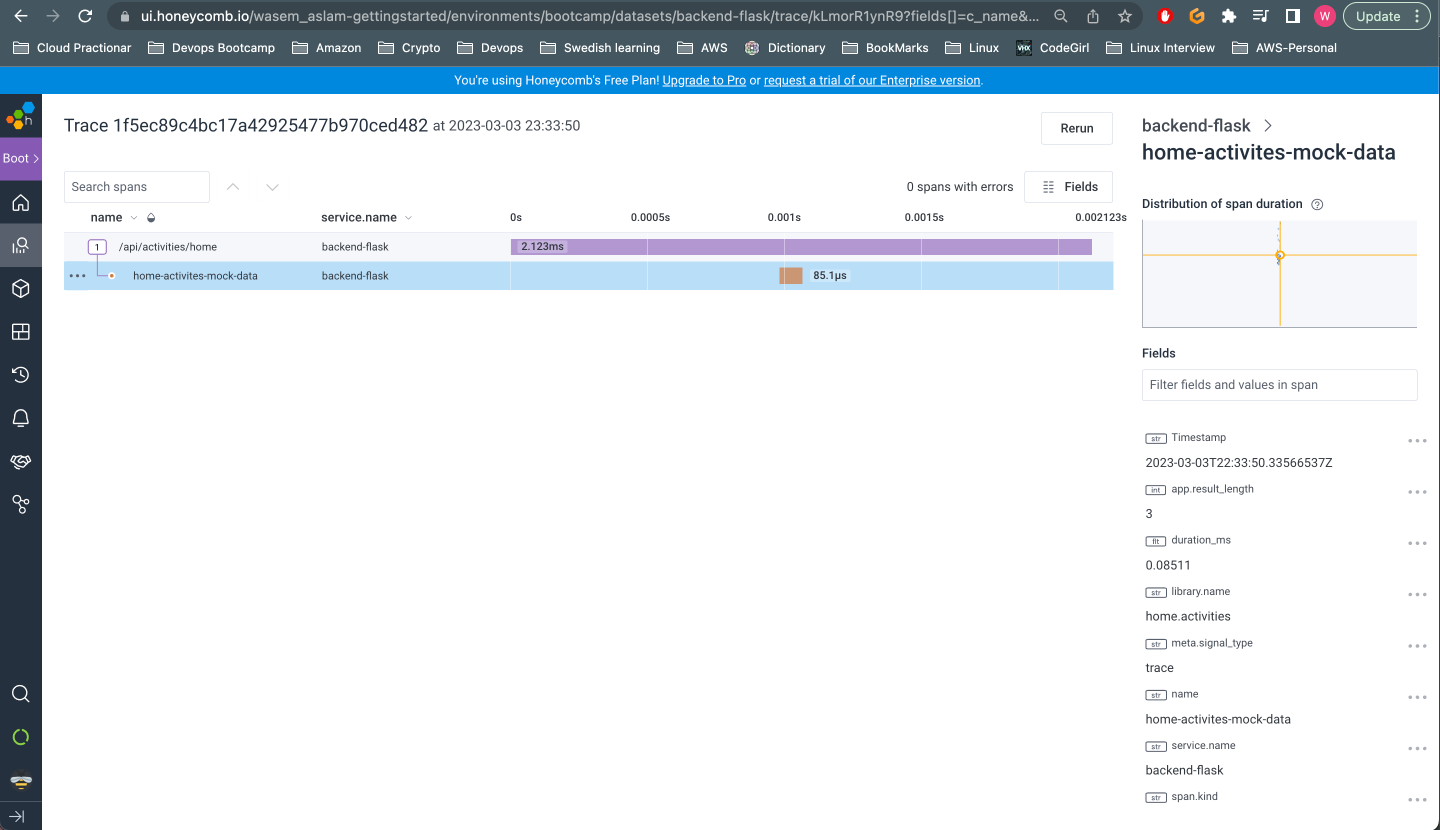 ui.honeycomb.io/wasem_aslam-gettingstarted/environments/bootcamp/datasets/backend-flask/trace/kLmorR1ynR9?fields[]=c_name&... W Update
Cloud Practionar Devops Bootcamp Amazon Crypto Devops Swedish learning AWS Dictionary BookMarks Linux VHX CodeGirl Linux Interview AWS-Personal
You're using Honeycomb's Free Plan! Upgrade to Pro or request a trial of our Enterprise version.
h
Boot >
Trace 1f5ec89c4bc17a42925477b970ced482 at 2023-03-03 23:33:50
Rerun
Search spans
0 spans with errors
Fields
name service.name 0s 0.0005s 0.001s 0.0015s 0.002123s
1 /api/activities/home backend-flask 2.123ms
home-activites-mock-data backend-flask 85.1µs
backend-flask >
home-activites-mock-data
Distribution of span duration ?
Fields
Filter fields and values in span
str Timestamp
2023-03-03T22:33:50.33566537Z
int app.result_length
3
flt duration_ms
0.08511
str library.name
home.activities
str meta.signal_type
trace
str name
home-activites-mock-data
str service.name
backend-flask
str span.kind